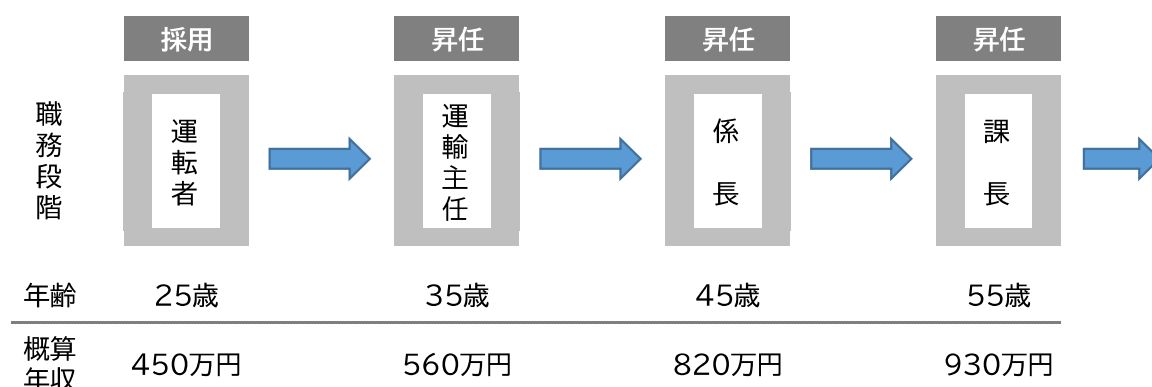 採用 昇任 昇任 昇任
職務段階 運転者 運輸主任 係長 課長
年齢 25歳 35歳 45歳 55歳
概算 450万円 560万円 820万円 930万円
年収